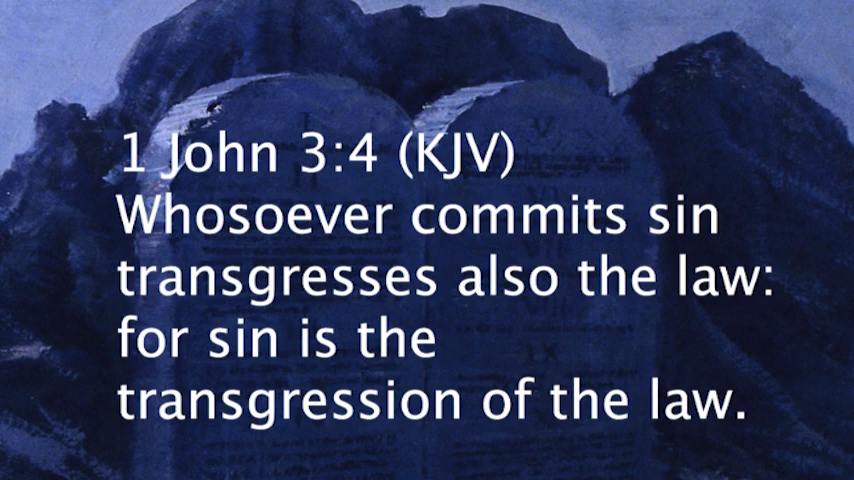 1 John 3:4 (KJV)
Whosoever commits sin
transgresses also the law:
for sin is the
transgression of the law.